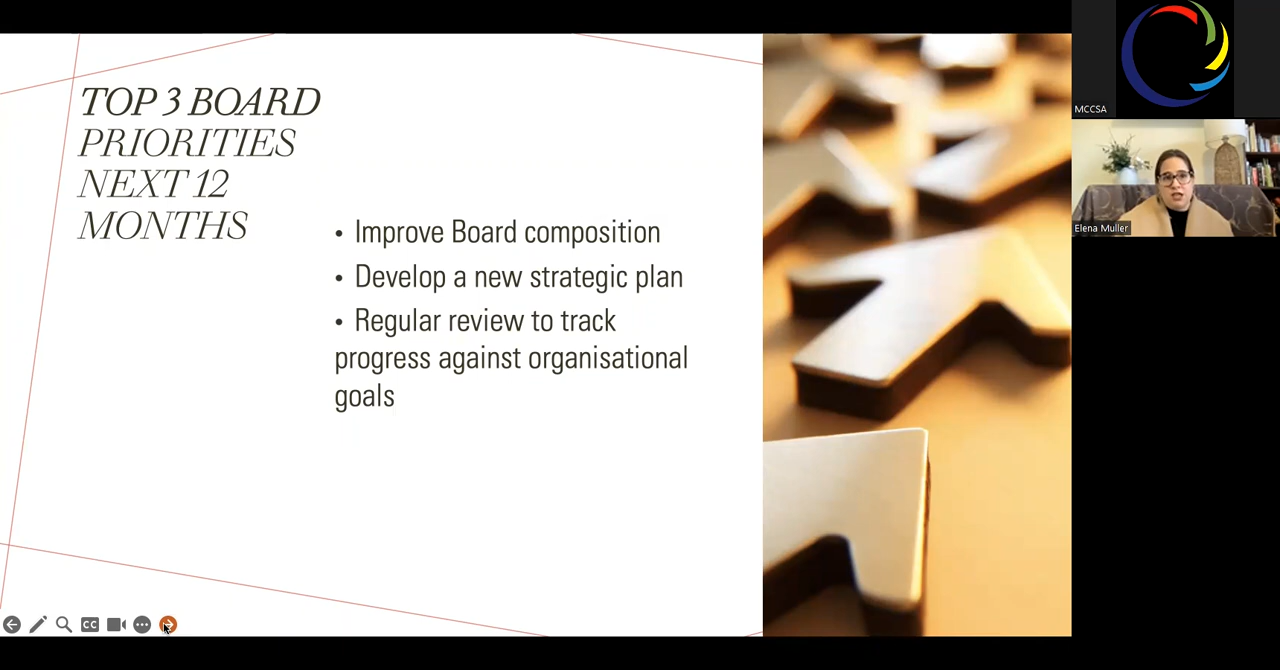 TOP 3 BOARD
PRIORITIES
NEXT 12
MONTHS
• Improve Board composition
• Develop a new strategic plan
• Regular review to track
progress against organisational
goals
CC
MCCSA
Elena Muller